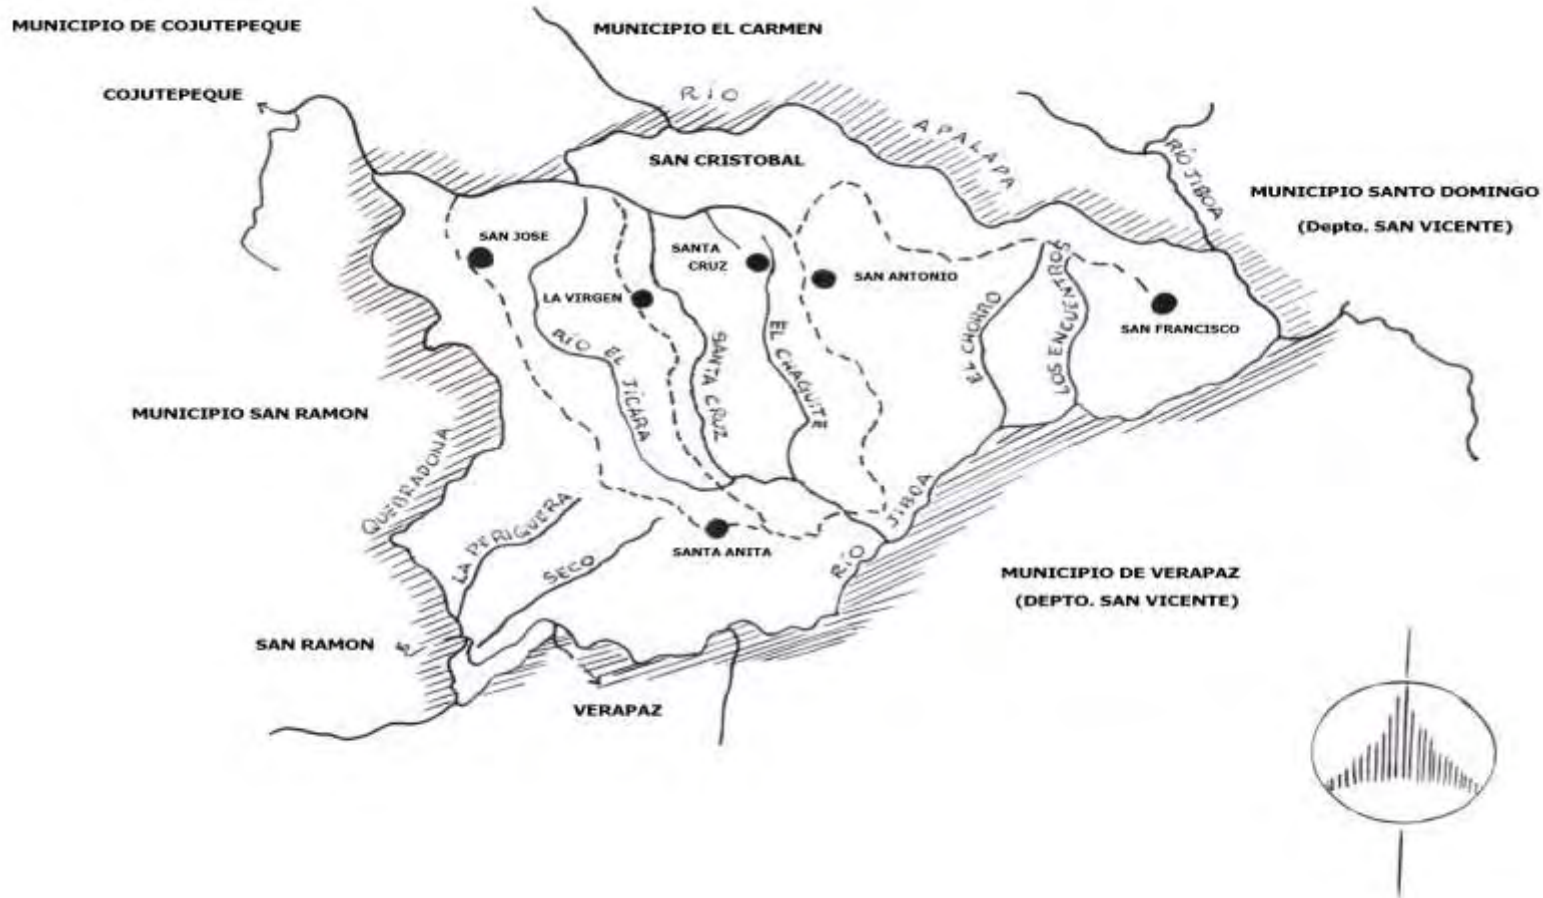 MUNICIPIO DE COJUTEPEQUE
MUNICIPIO EL CARMEN
COJUTEPEQUE
RÍO
APALAPA
SAN CRISTOBAL
RÍO JIBOA
MUNICIPIO SANTO DOMINGO
(Depto. SAN VICENTE)
SAN JOSE
SANTA
CRUZ
SAN ANTONIO
LA VIRGEN
SAN FRANCISCO
RÍO EL JÍCARA
SANTA CRUZ
EL CHAGUITE
EL CHORRO
LOS ENCUENTROS
MUNICIPIO SAN RAMON
QUEBRADONA
LA PERIGUERA
SECO
SANTA ANITA
RÍO JIBOA
MUNICIPIO DE VERAPAZ
(DEPTO. SAN VICENTE)
SAN RAMON
VERAPAZ